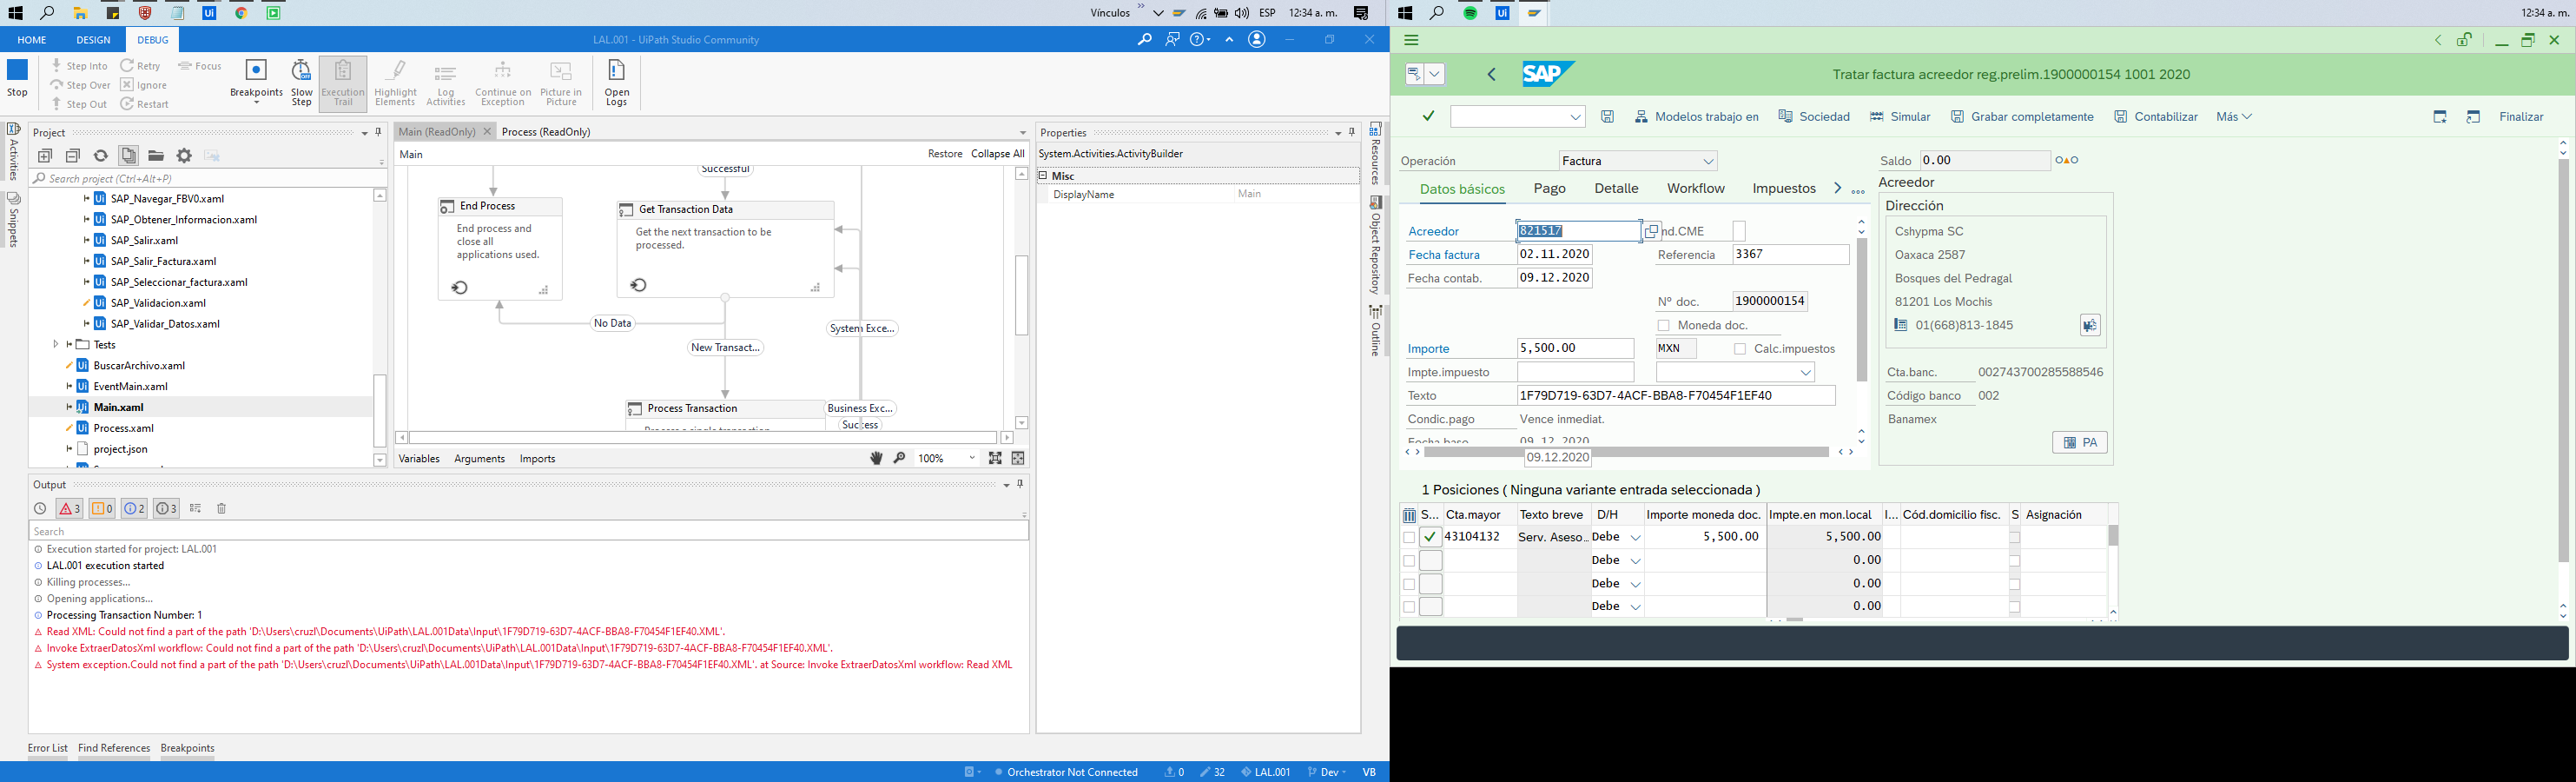 Vínculos
ESP
12:34 a. m.
HOME
DESIGN
DEBUG
LAL.001 - UiPath Studio Community
Stop
Step Into
Step Over
Step Out
Retry
Ignore
Restart
Focus
Breakpoints
Slow Step
Execution Trail
Highlight Elements
Log Activities
Continue on Exception
Picture in Picture
Open Logs
Activities
Snippets
Project
Search project (Ctrl+Alt+P)
SAP_Navegar_FBV0.xaml
SAP_Obtener_Informacion.xaml
SAP_Salir.xaml
SAP_Salir_Factura.xaml
SAP_Seleccionar_factura.xaml
SAP_Validacion.xaml
SAP_Validar_Datos.xaml
Tests
BuscarArchivo.xaml
EventMain.xaml
Main.xaml
Process.xaml
project.json
Main (ReadOnly)
Process (ReadOnly)
Main
Restore
Collapse All
Successful
End Process
End process and
close all
applications used.
Get Transaction Data
Get the next transaction to be
processed.
No Data
System Exce...
New Transact...
Process Transaction
Business Exc...
Success
Variables
Arguments
Imports
100%
Properties
System.Activities.ActivityBuilder
Misc
DisplayName
Main
Resources
Object Repository
Outline
Output
3
0
2
3
Search
Execution started for project: LAL.001
LAL.001 execution started
Killing processes...
Opening applications...
Processing Transaction Number: 1
Read XML: Could not find a part of the path 'D:\Users\cruzl\Documents\UiPath\LAL.001Data\Input\1F79D719-63D7-4ACF-BBA8-F70454F1EF40.XML'.
Invoke ExtraerDatosXml workflow: Could not find a part of the path 'D:\Users\cruzl\Documents\UiPath\LAL.001Data\Input\1F79D719-63D7-4ACF-BBA8-F70454F1EF40.XML'.
System exception.Could not find a part of the path 'D:\Users\cruzl\Documents\UiPath\LAL.001Data\Input\1F79D719-63D7-4ACF-BBA8-F70454F1EF40.XML'. at Source: Invoke ExtraerDatosXml workflow: Read XML
Error List
Find References
Breakpoints
Orchestrator Not Connected
0
32
LAL.001
Dev
VB
12:34 a. m.
SAP
Tratar factura acreedor reg.prelim.1900000154 1001 2020
Modelos trabajo en
Sociedad
Simular
Grabar completamente
Contabilizar
Más
Finalizar
Operación
Factura
Saldo
0.00
Datos básicos
Pago
Detalle
Workflow
Impuestos
Acreedor
821517
nd.CME
Fecha factura
02.11.2020
Referencia
3367
Fecha contab.
09.12.2020
Nº doc.
1900000154
Moneda doc.
Importe
5,500.00
MXN
Calc.impuestos
Impte.impuesto
Texto
1F79D719-63D7-4ACF-BBA8-F70454F1EF40
Condic.pago
Vence inmediat.
Fecha base
09.12.2020
09.12.2020
Acreedor
Dirección
Cshypma SC
Oaxaca 2587
Bosques del Pedragal
81201 Los Mochis
01(668)813-1845
Cta.banc.
002743700285588546
Código banco
002
Banamex
PA
1 Posiciones ( Ninguna variante entrada seleccionada )
S... Cta.mayor Texto breve D/H Importe moneda doc. Impte.en mon.local I... Cód.domicilio fisc. S Asignación
43104132 Serv. Aseso... Debe 5,500.00 5,500.00
Debe 0.00
Debe 0.00
Debe 0.00